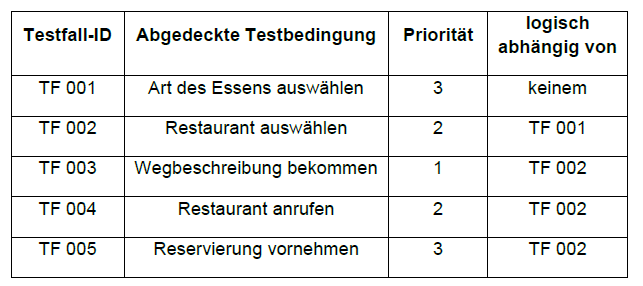 Testfall-ID Abgedeckte Testbedingung Priorität logisch abhängig von
TF 001 Art des Essens auswählen 3 keinem
TF 002 Restaurant auswählen 2 TF 001
TF 003 Wegbeschreibung bekommen 1 TF 002
TF 004 Restaurant anrufen 2 TF 002
TF 005 Reservierung vornehmen 3 TF 002